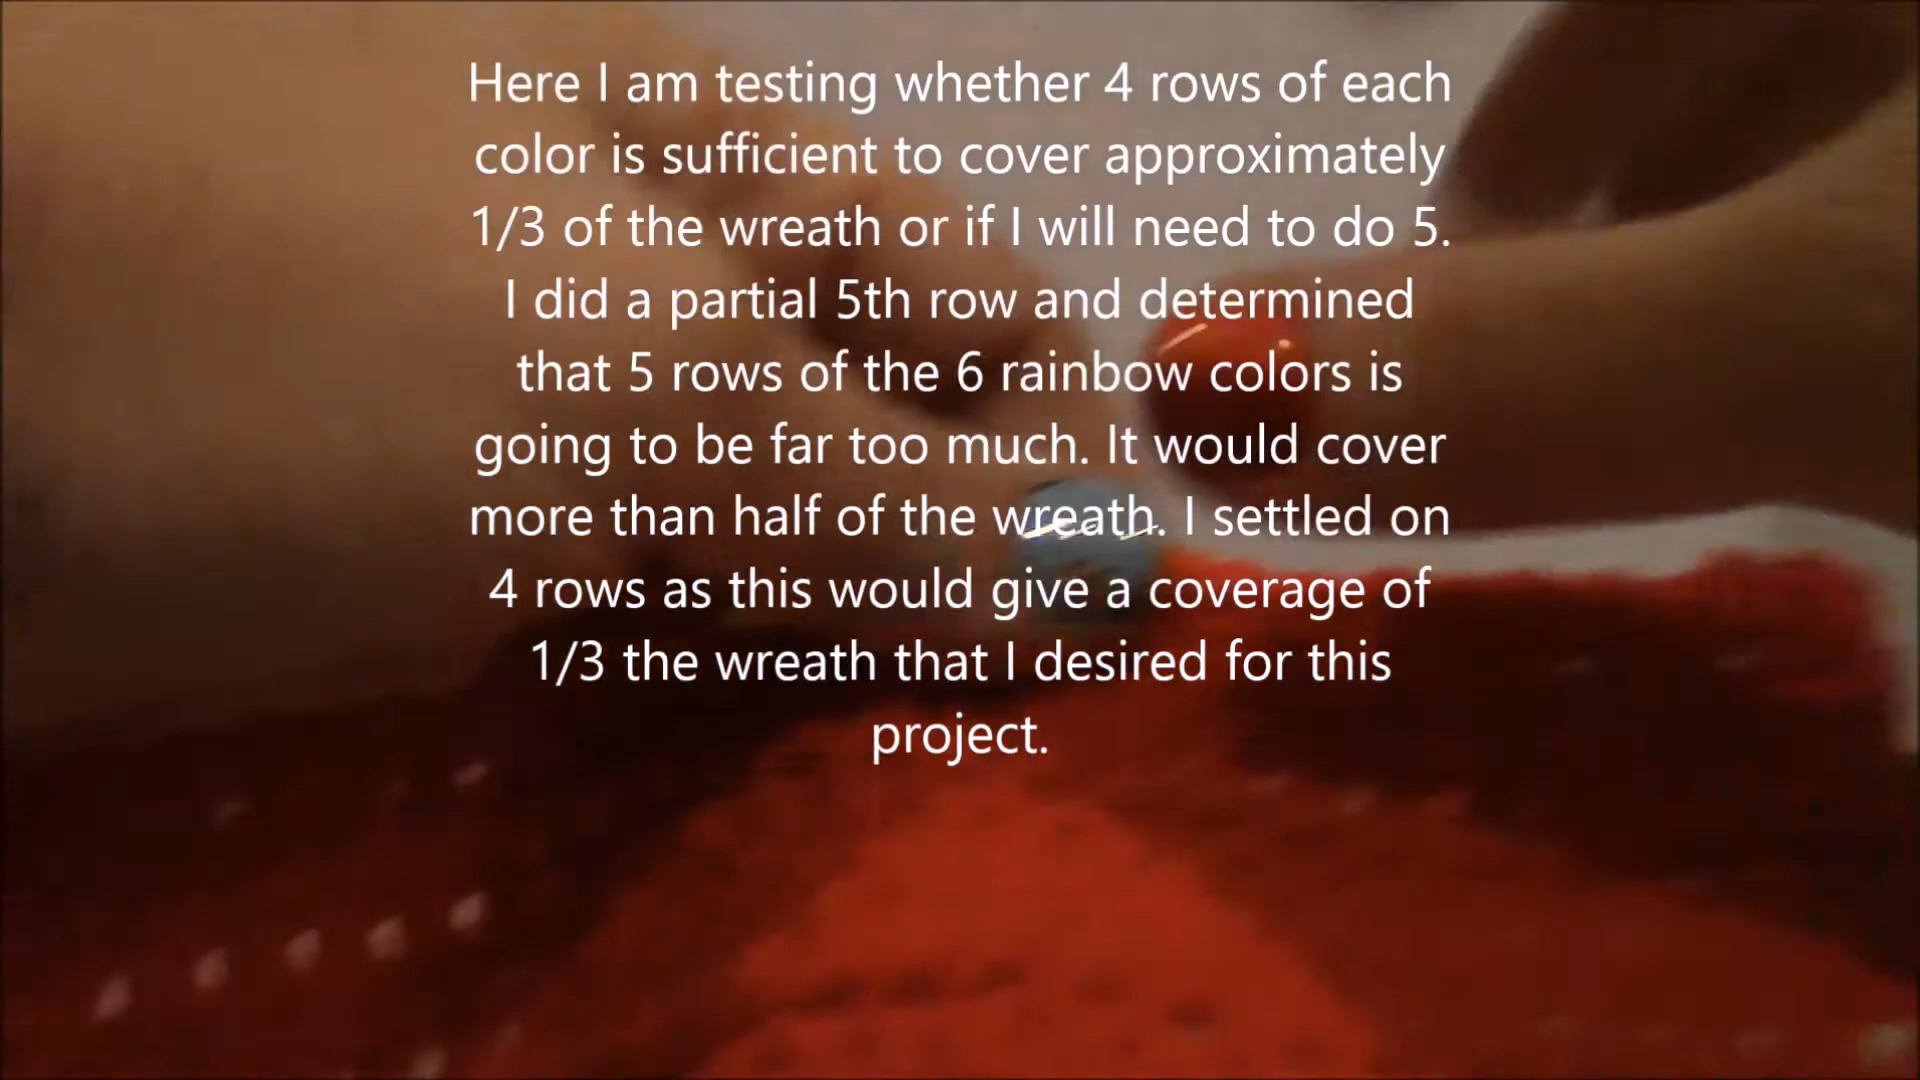 Here I am testing whether 4 rows of each
color is sufficient to cover approximately
1/3 of the wreath or if I will need to do 5.
I did a partial 5th row and determined
that 5 rows of the 6 rainbow colors is
going to be far too much. It would cover
more than half of the wreath. I settled on
4 rows as this would give a coverage of
1/3 the wreath that I desired for this
project.